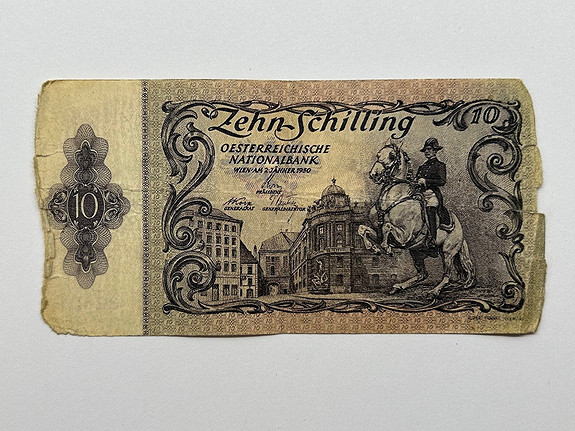 Zehn Schilling
10
OESTERREICHISCHE
NATIONALBANK
WIEN·AM 2. JÄNNER 1950
PRÄSIDENT
GENERALRAT GENERALDIREKTOR
10